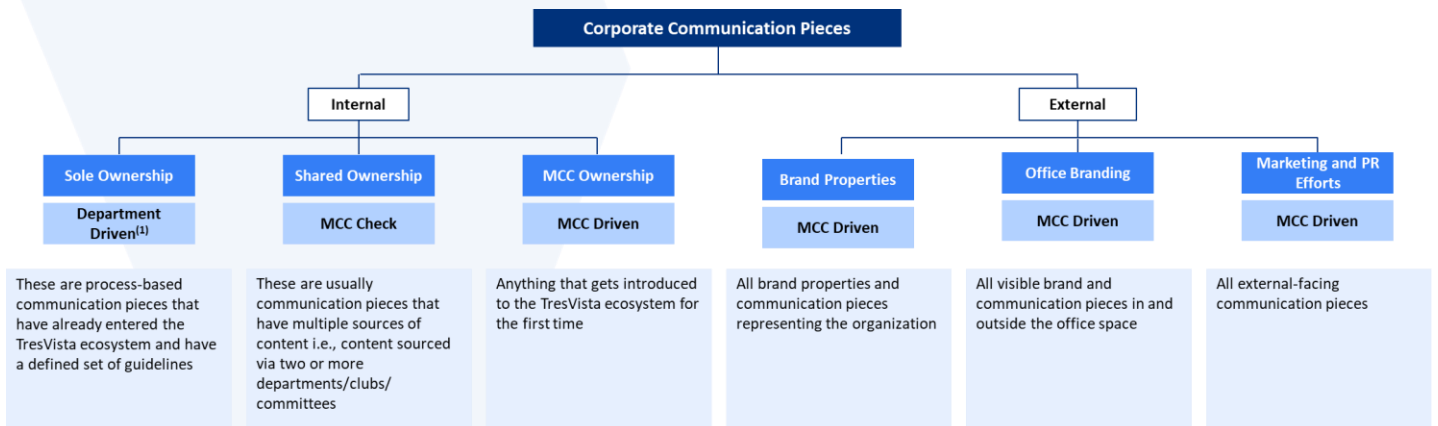 Corporate Communication Pieces
Internal
External
Sole Ownership
Shared Ownership
MCC Ownership
Brand Properties
Office Branding
Marketing and PR
Efforts
Department
Driven(1)
MCC Check
MCC Driven
MCC Driven
MCC Driven
MCC Driven
These are process-based
communication pieces that
have already entered the
TresVista ecosystem and have
a defined set of guidelines
These are usually
communication pieces that
have multiple sources of
content i.e., content sourced
via two or more
departments/clubs/
committees
Anything that gets introduced
to the TresVista ecosystem for
the first time
All brand properties and
communication pieces
representing the organization
All visible brand and
communication pieces in and
outside the office space
All external-facing
communication pieces